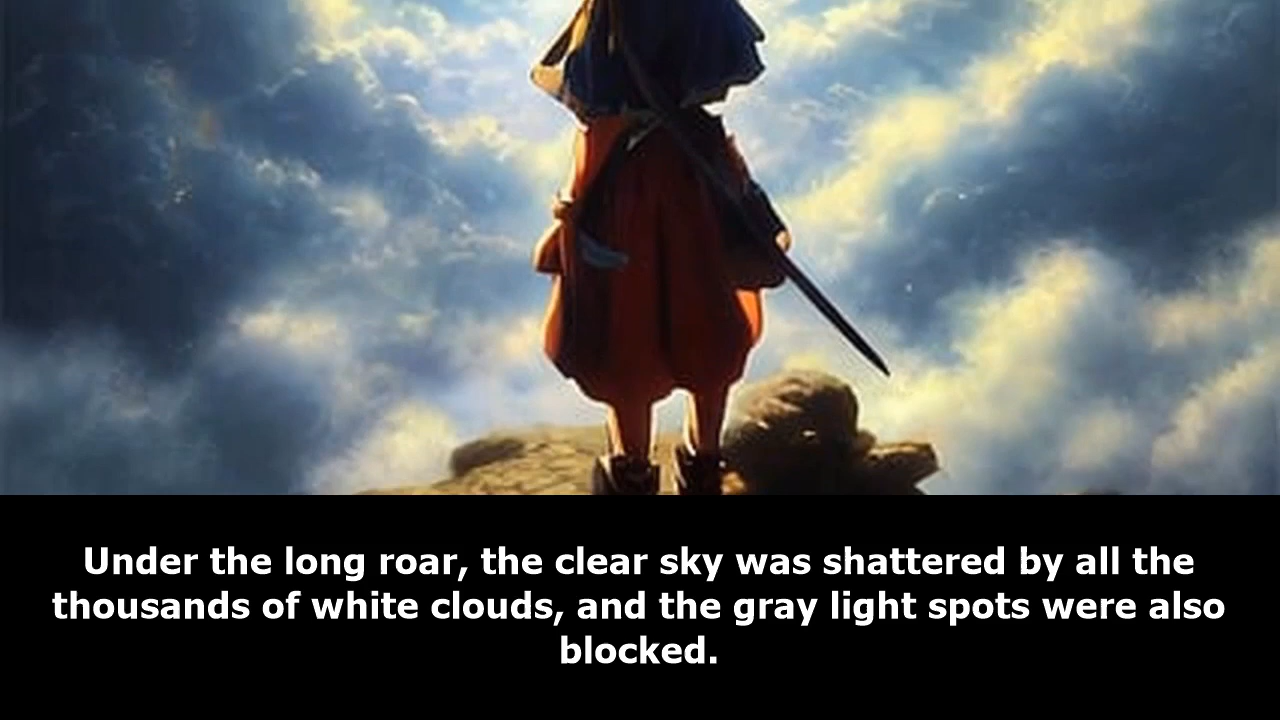 Under the long roar, the clear sky was shattered by all the
thousands of white clouds, and the gray light spots were also
blocked.